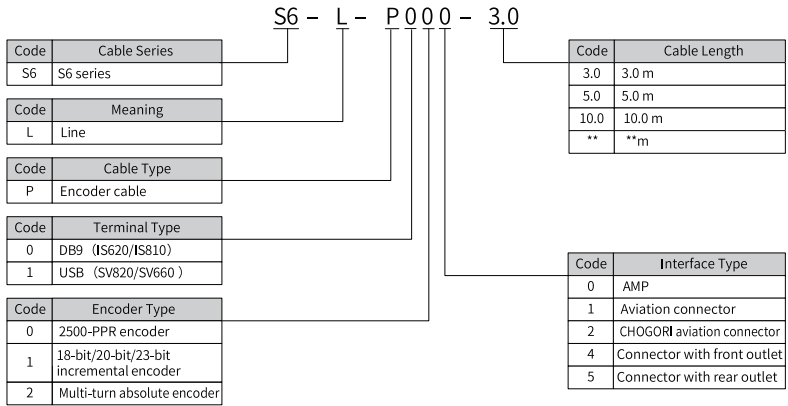 S6 - L - P 0 0 0 - 3.0
Code Cable Series
S6 S6 series
Code Meaning
L Line
Code Cable Type
P Encoder cable
Code Terminal Type
0 DB9（IS620/IS810）
1 USB（SV820/SV660 ）
Code Encoder Type
0 2500-PPR encoder
1 18-bit/20-bit/23-bit
incremental encoder
2 Multi-turn absolute encoder
Code Cable Length
3.0 3.0 m
5.0 5.0 m
10.0 10.0 m
** **m
Code Interface Type
0 AMP
1 Aviation connector
2 CHOGORI aviation connector
4 Connector with front outlet
5 Connector with rear outlet